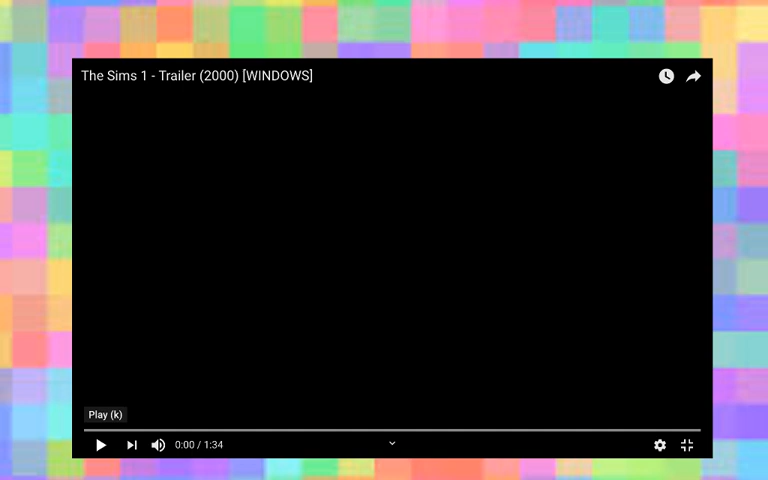 The Sims 1 - Trailer (2000) [WINDOWS]
Play (k)
0:00 / 1:34